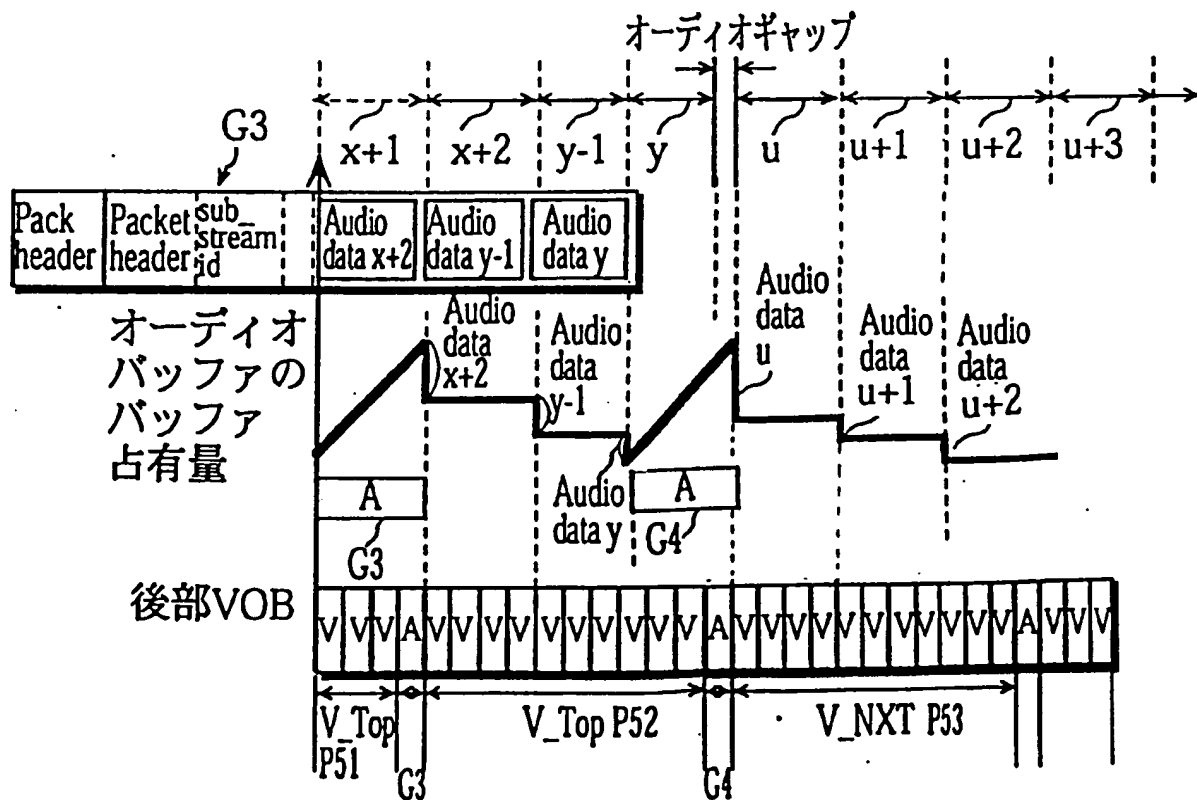 オーディオギャップ
x+1 x+2 y-1 y u u+1 u+2 u+3
G3
Pack
header
Packet
header
sub_
stream
id
Audio
data x+2
Audio
data y-1
Audio
data y
オーディオ
バッファの
バッファ
占有量
Audio
data
x+2
Audio
data
y-1
Audio
data y
Audio
data
u
Audio
data
u+1
Audio
data
u+2
A
G3
A
G4
後部VOB
V V V A V V V V V V V V V V A V V V V V V V V V V V A V V V
V_Top
P51
G3
V_Top P52
G4
V_NXT P53